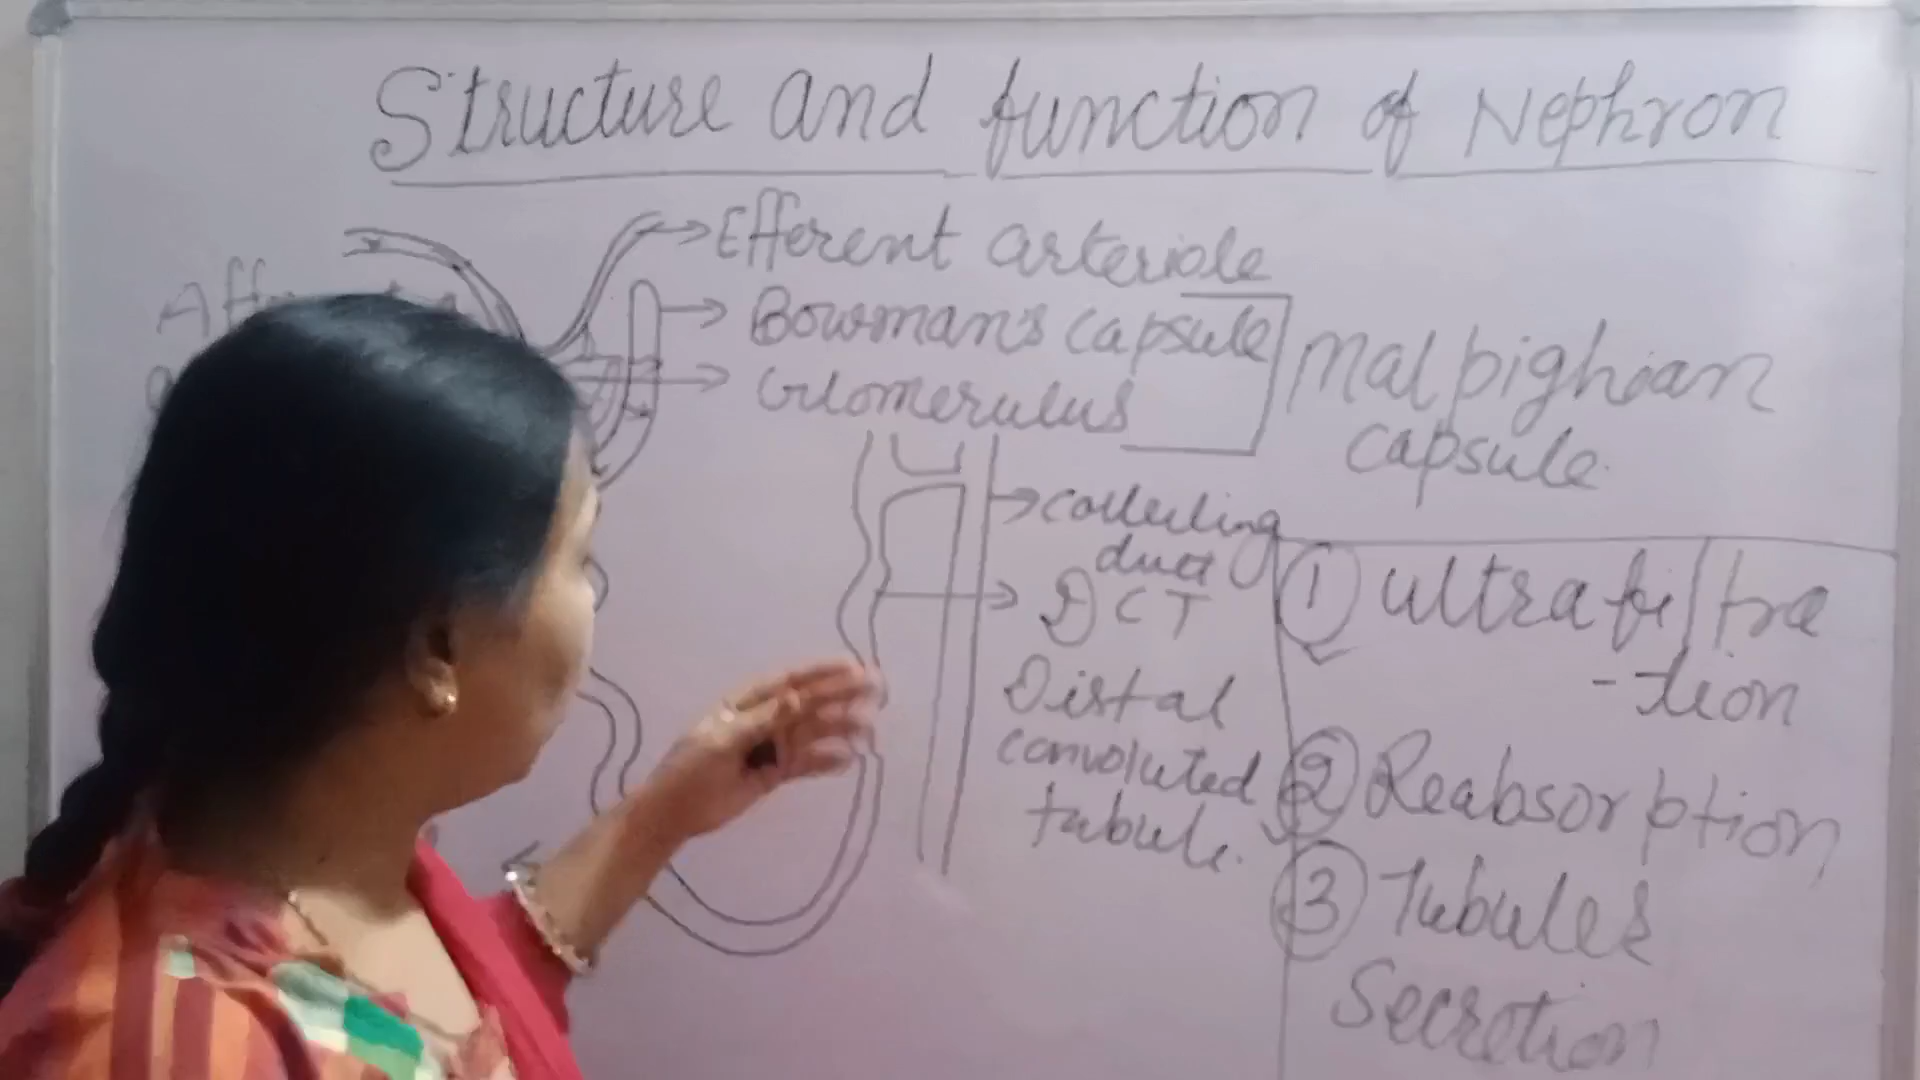 Structure and function of Nephron
Efferent arteriole
Bowman's capsule
Glomerulus
Malpighian
capsule.
collecting
duct
DCT
Distal
convoluted
tubule.
① ultrafiltra
-tion
② Reabsorption
③ Tubules
Secretion